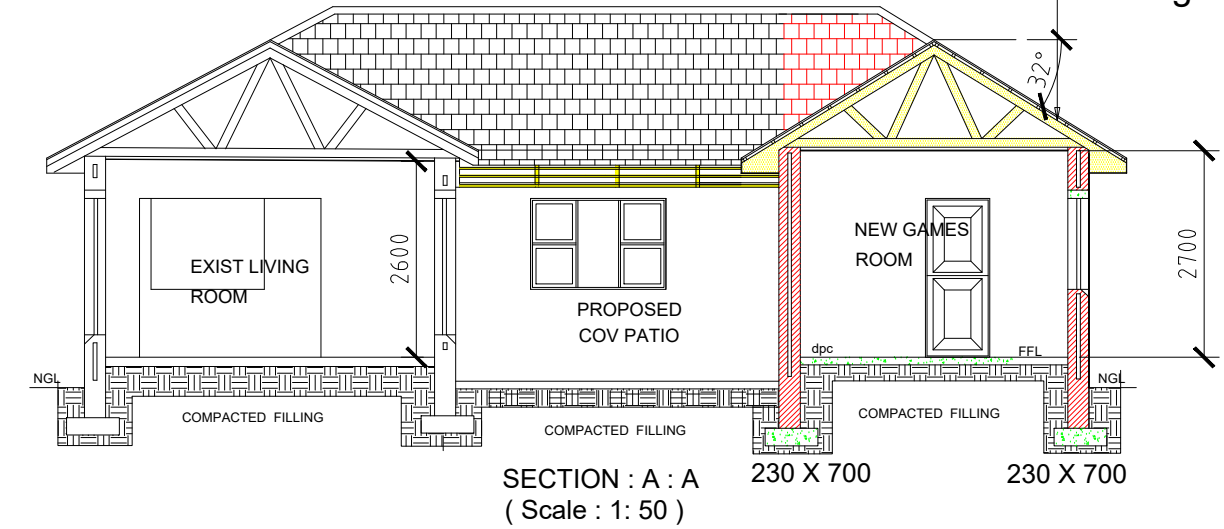 g
32°
2600
2700
EXIST LIVING
ROOM
NEW GAMES
ROOM
PROPOSED
COV PATIO
dpc
FFL
NGL
NGL
COMPACTED FILLING
COMPACTED FILLING
COMPACTED FILLING
SECTION : A : A
( Scale : 1: 50 )
230 X 700
230 X 700